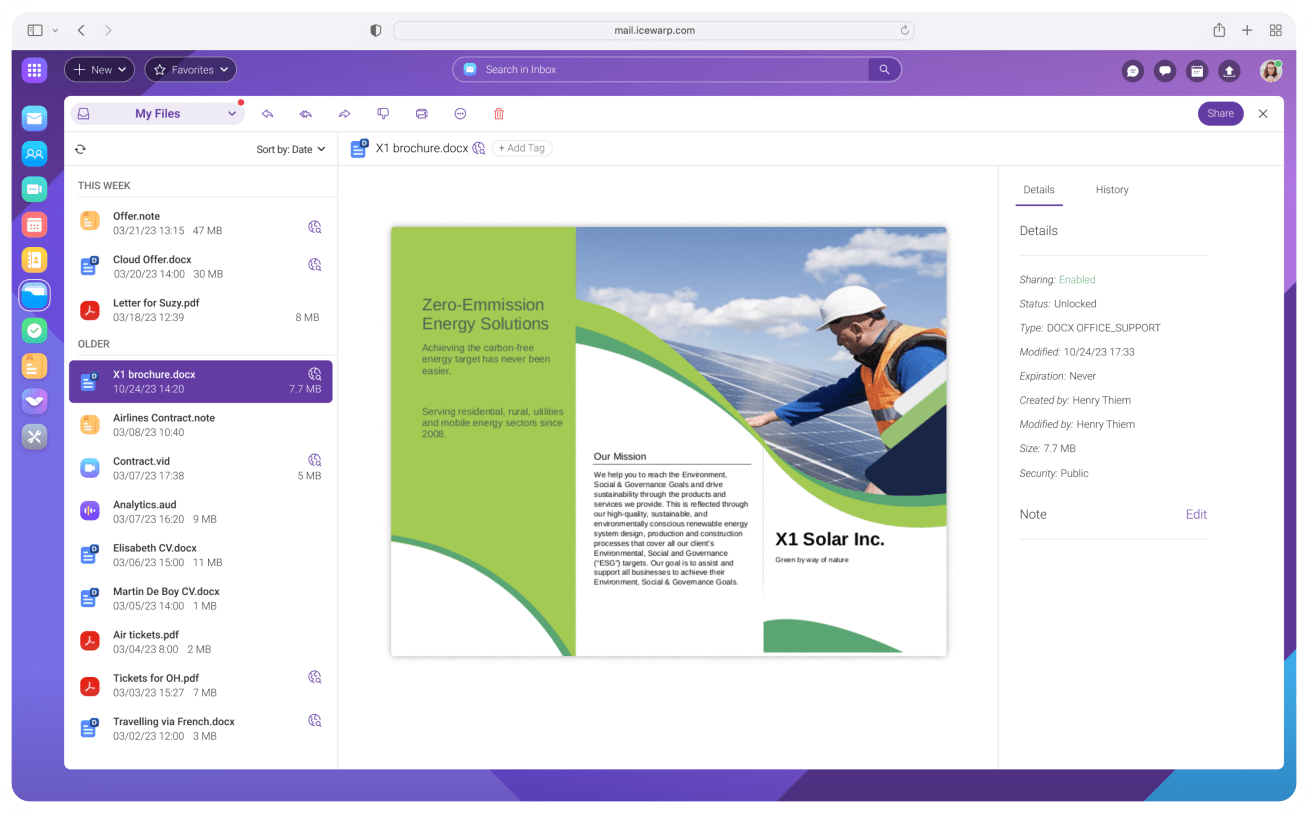 mail.icewarp.com
New
Favorites
Search in Inbox
My Files
Share
Sort by: Date
X1 brochure.docx
+ Add Tag
THIS WEEK
Offer.note
03/21/23 13:15 47 MB
Cloud Offer.docx
03/20/23 14:00 30 MB
Letter for Suzy.pdf
03/18/23 12:39 8 MB
OLDER
X1 brochure.docx
10/24/23 14:20 7.7 MB
Airlines Contract.note
03/08/23 10:40
Contract.vid
03/07/23 17:38 5 MB
Analytics.aud
03/07/23 16:20 9 MB
Elisabeth CV.docx
03/06/23 15:00 11 MB
Martin De Boy CV.docx
03/05/23 14:00 1 MB
Air tickets.pdf
03/04/23 8:00 2 MB
Tickets for OH.pdf
03/03/23 15:27 7 MB
Travelling via French.docx
03/02/23 12:00 3 MB
Zero-Emmission
Energy Solutions
Achieving the carbon-free
energy target has never been
easier.
Serving residential, rural, utilities
and mobile energy sectors since
2008.
Our Mission
We help you to reach the Environment,
Social & Governance Goals and drive
sustainability through the products and
services we provide. This is reflected through
our high-quality, sustainable, and
environmentally conscious renewable energy
system design, production and construction
processes that cover all our client's
Environmental, Social and Governance
("ESG") targets. Our goal is to assist and
support all businesses to achieve their
Environment, Social & Governance Goals.
X1 Solar Inc.
Green by way of nature
Details
History
Details
Sharing: Enabled
Status: Unlocked
Type: DOCX OFFICE_SUPPORT
Modified: 10/24/23 17:33
Expiration: Never
Created by: Henry Thiem
Modified by: Henry Thiem
Size: 7.7 MB
Security: Public
Note
Edit